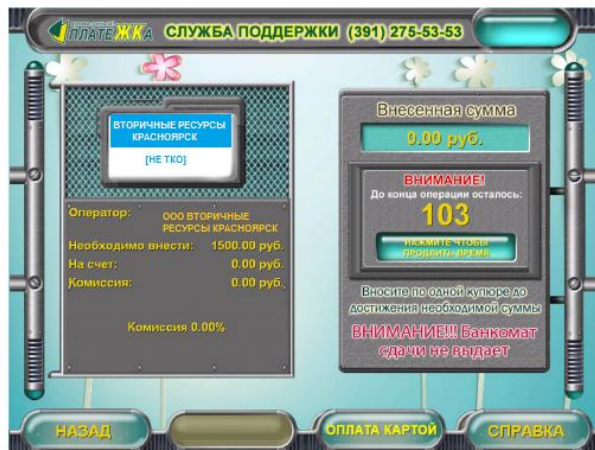 ПЛАТЕЖКА СЛУЖБА ПОДДЕРЖКИ (391) 275-53-53
ВТОРИЧНЫЕ РЕСУРСЫ
КРАСНОЯРСК
[НЕ ТКО]
Оператор: ООО ВТОРИЧНЫЕ
РЕСУРСЫ КРАСНОЯРСК
Необходимо внести: 1500.00 руб.
На счет: 0.00 руб.
Комиссия: 0.00 руб.
Комиссия 0.00%
Внесенная сумма
0.00 руб.
ВНИМАНИЕ!
До конца операции осталось:
103
НАЖМИТЕ ЧТОБЫ
ПРОДЛИТЬ ВРЕМЯ
Вносите по одной купюре до
достижения необходимой суммы
ВНИМАНИЕ!!! Банкомат
сдачи не выдает
НАЗАД
ОПЛАТА КАРТОЙ
СПРАВКА